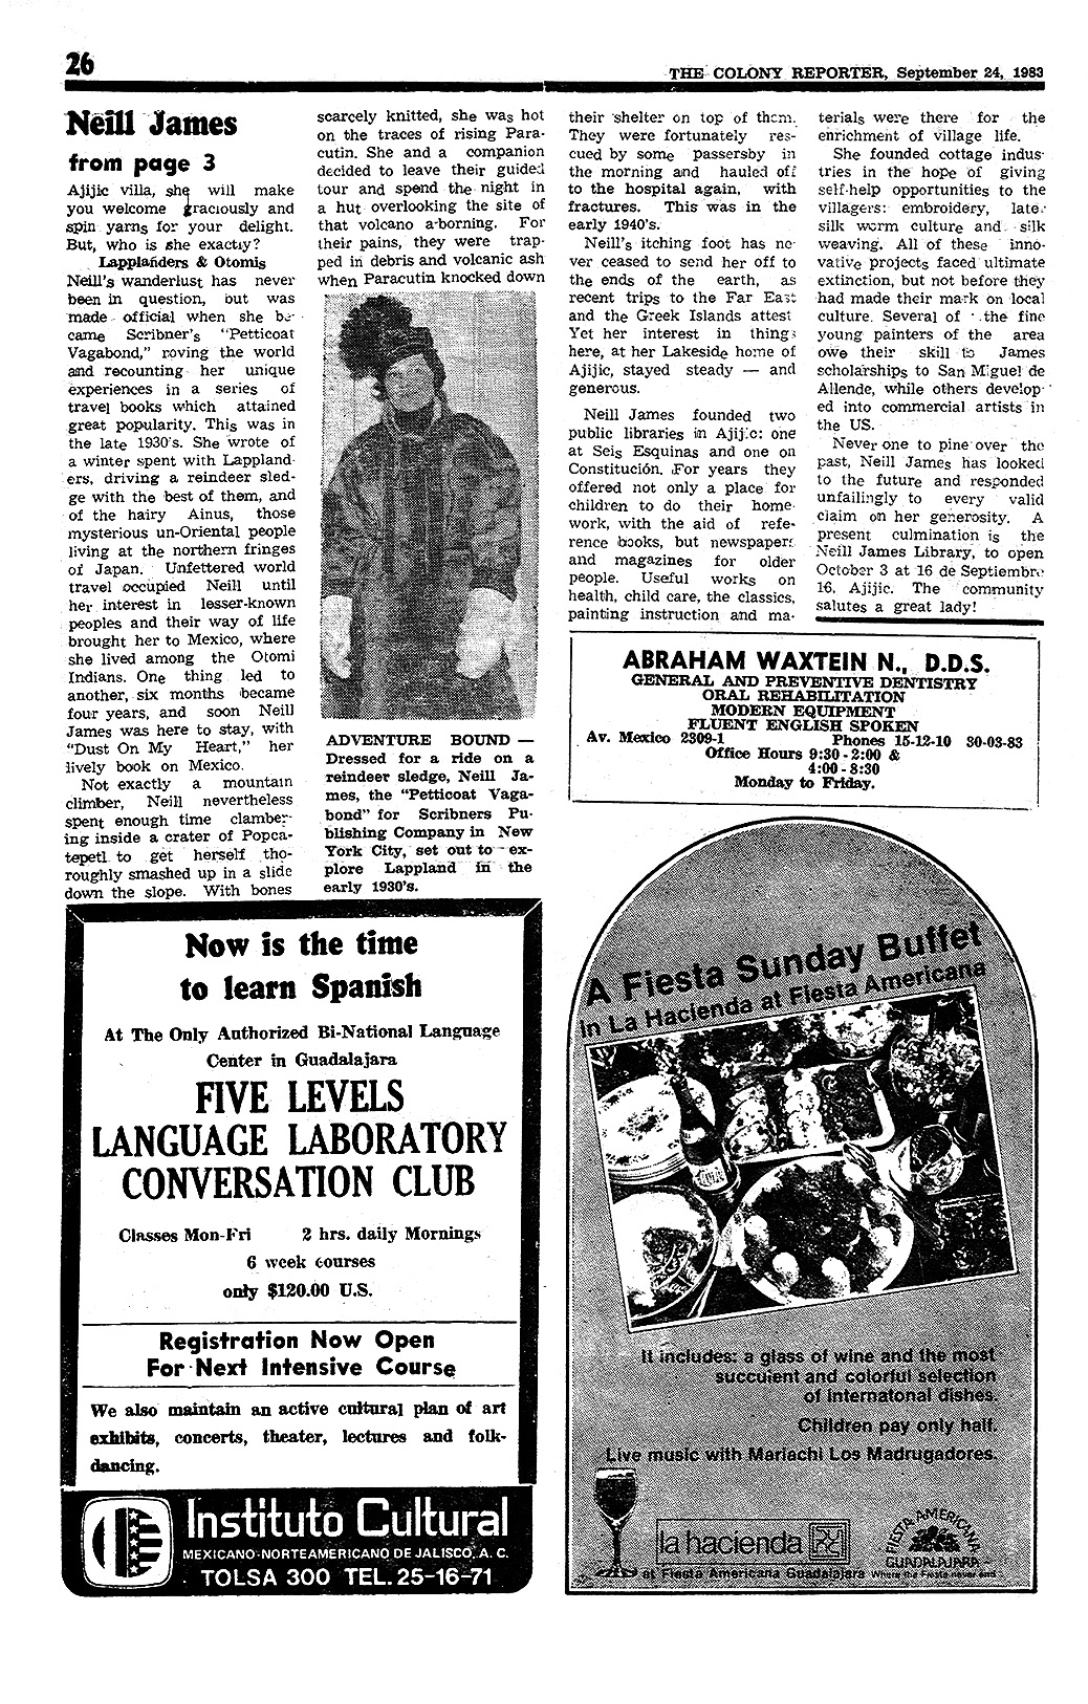 26
THE COLONY REPORTER, September 24, 1983
Neill James
from page 3
Ajijic villa, she will make
you welcome graciously and
spin yarns for your delight.
But, who is she exactly?
Lapplanders & Otomis
Neill's wanderlust has never
been in question, but was
made official when she be-
came Scribner's "Petticoat
Vagabond," roving the world
and recounting her unique
experiences in a series of
travel books which attained
great popularity. This was in
the late 1930's. She wrote of
a winter spent with Lappland-
ers, driving a reindeer sled-
ge with the best of them, and
of the hairy Ainus, those
mysterious un-Oriental people
living at the northern fringes
of Japan. Unfettered world
travel occupied Neill until
her interest in lesser-known
peoples and their way of life
brought her to Mexico, where
she lived among the Otomi
Indians. One thing led to
another, six months became
four years, and soon Neill
James was here to stay, with
"Dust On My Heart," her
lively book on Mexico.
Not exactly a mountain
climber, Neill nevertheless
spent enough time clamber-
ing inside a crater of Popca-
tepetl to get herself tho-
roughly smashed up in a slide
down the slope. With bones
scarcely knitted, she was hot
on the traces of rising Para-
cutin. She and a companion
decided to leave their guided
tour and spend the night in
a hut overlooking the site of
that volcano a-borning. For
their pains, they were trap-
ped in debris and volcanic ash
when Paracutin knocked down
ADVENTURE BOUND —
Dressed for a ride on a
reindeer sledge, Neill Ja-
mes, the "Petticoat Vaga-
bond" for Scribners Pu-
blishing Company in New
York City, set out to ex-
plore Lappland in the
early 1930's.
their shelter on top of them.
They were fortunately res-
cued by some passersby in
the morning and hauled off
to the hospital again, with
fractures. This was in the
early 1940's.
Neill's itching foot has ne-
ver ceased to send her off to
the ends of the earth, as
recent trips to the Far East
and the Greek Islands attest
Yet her interest in things
here, at her Lakeside home of
Ajijic, stayed steady — and
generous.
Neill James founded two
public libraries in Ajijic: one
at Seis Esquinas and one on
Constitución. For years they
offered not only a place for
children to do their home-
work, with the aid of refe-
rence books, but newspapers
and magazines for older
people. Useful works on
health, child care, the classics,
painting instruction and ma-
terials were there for the
enrichment of village life.
She founded cottage indus-
tries in the hope of giving
self-help opportunities to the
villagers: embroidery, late.
silk worm culture and silk
weaving. All of these inno-
vative projects faced ultimate
extinction, but not before they
had made their mark on local
culture. Several of the fine
young painters of the area
owe their skill to James
scholarships to San Miguel de
Allende, while others develop-
ed into commercial artists in
the US.
Never one to pine over the
past, Neill James has looked
to the future and responded
unfailingly to every valid
claim on her generosity. A
present culmination is the
Neill James Library, to open
October 3 at 16 de Septiembre
16, Ajijic. The community
salutes a great lady!
ABRAHAM WAXTEIN N., D.D.S.
GENERAL AND PREVENTIVE DENTISTRY
ORAL REHABILITATION
MODERN EQUIPMENT
FLUENT ENGLISH SPOKEN
Av. Mexico 2309-1 Phones 15-12-10 30-03-83
Office Hours 9:30 - 2:00 &
4:00 - 8:30
Monday to Friday.
Now is the time
to learn Spanish
At The Only Authorized Bi-National Language
Center in Guadalajara
FIVE LEVELS
LANGUAGE LABORATORY
CONVERSATION CLUB
Classes Mon-Fri 2 hrs. daily Mornings
6 week courses
only $120.00 U.S.
Registration Now Open
For Next Intensive Course
We also maintain an active cultural plan of art
exhibits, concerts, theater, lectures and folk-
dancing.
Instituto Cultural
MEXICANO-NORTEAMERICANO DE JALISCO, A. C.
TOLSA 300 TEL. 25-16-71
A Fiesta Sunday Buffet
in La Hacienda at Fiesta Americana
It includes: a glass of wine and the most
succulent and colorful selection
of Internatonal dishes.
Children pay only half.
Live music with Mariachi Los Madrugadores.
la hacienda
at Fiesta Americana Guadalajara
FIESTA AMERICANA
GUADALAJARA
Where the Fiesta never end